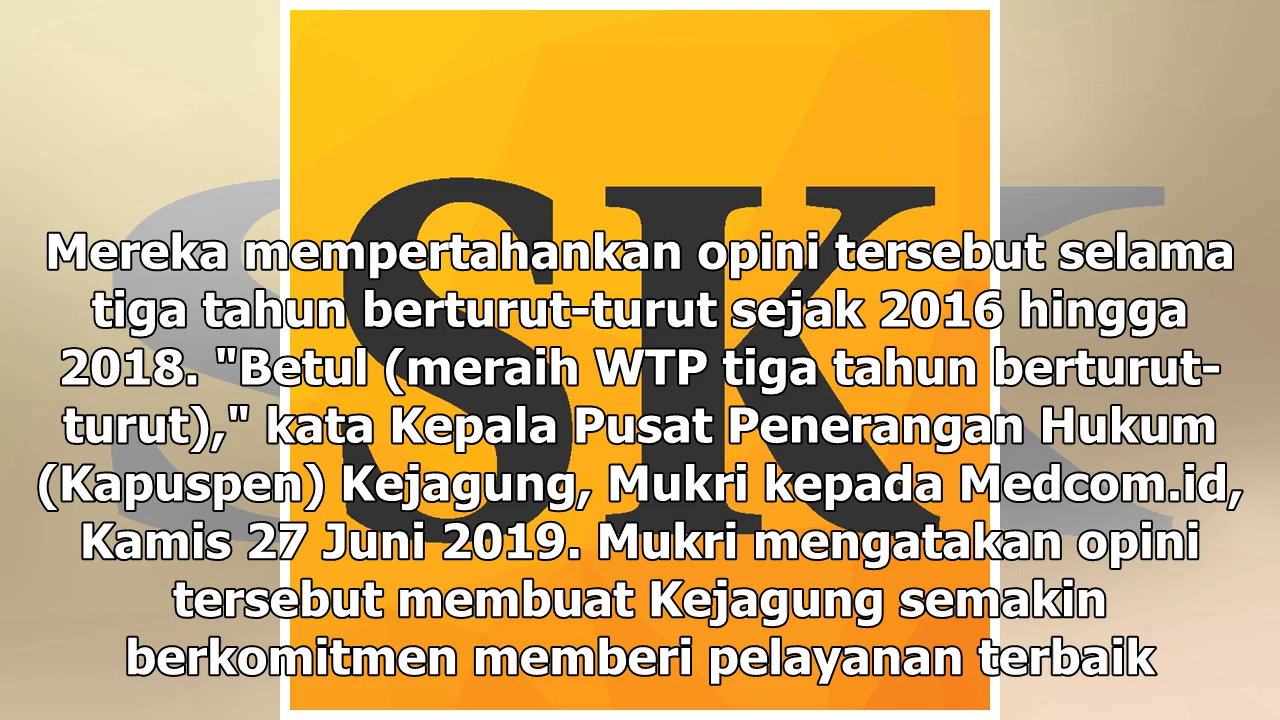 SK
Mereka mempertahankan opini tersebut selama
tiga tahun berturut-turut sejak 2016 hingga
2018. "Betul (meraih WTP tiga tahun berturut-
turut)," kata Kepala Pusat Penerangan Hukum
(Kapuspen) Kejagung, Mukri kepada Medcom.id,
Kamis 27 Juni 2019. Mukri mengatakan opini
tersebut membuat Kejagung semakin
berkomitmen memberi pelayanan terbaik